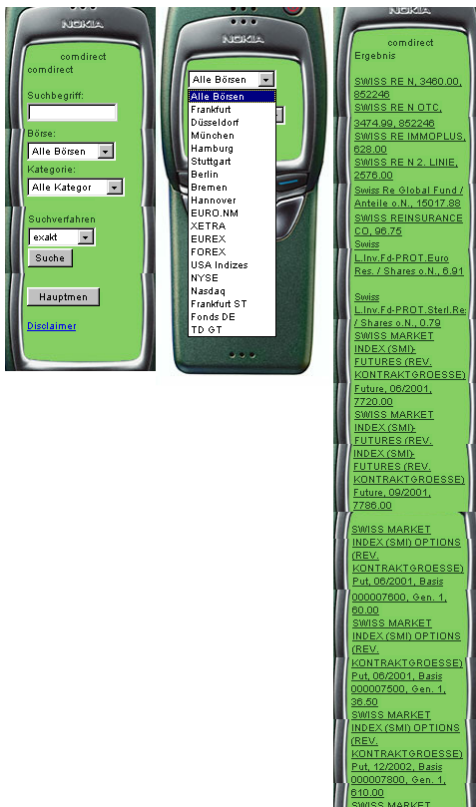 NOKIA
comdirect
comdirect
Suchbegriff:
Börse:
Alle Börsen
Kategorie:
Alle Kategor
Suchverfahren
exakt
Suche
Hauptmen
Disclaimer
NOKIA
Alle Börsen
Alle Börsen
Frankfurt
Düsseldorf
München
Hamburg
Stuttgart
Berlin
Bremen
Hannover
EURO.NM
XETRA
EUREX
FOREX
USA Indizes
NYSE
Nasdaq
Frankfurt ST
Fonds DE
TD GT
NOKIA
comdirect
Ergebnis
SWISS RE N, 3460.00,
852246
SWISS RE N OTC,
3474.99, 852246
SWISS RE IMMOPLUS,
628.00
SWISS RE N 2. LINIE,
2576.00
Swiss Re Global Fund /
Anteile o.N., 15017.88
SWISS REINSURANCE
CO, 96.75
Swiss
L.Inv.Fd-PROT.Euro
Res. / Shares o.N., 6.91
Swiss
L.Inv.Fd-PROT.Sterl.Re
/ Shares o.N., 0.79
SWISS MARKET
INDEX (SMI)-
FUTURES (REV.
KONTRAKTGROESSE)
Future, 06/2001,
7720.00
SWISS MARKET
INDEX (SMI)-
FUTURES (REV.
INDEX (SMI)-
FUTURES (REV.
KONTRAKTGROESSE)
Future, 09/2001,
7786.00
SWISS MARKET
INDEX (SMI) OPTIONS
(REV.
KONTRAKTGROESSE)
Put, 06/2001, Basis
000007600, Gen. 1,
60.00
SWISS MARKET
INDEX (SMI) OPTIONS
(REV.
KONTRAKTGROESSE)
Put, 06/2001, Basis
000007500, Gen. 1,
36.50
SWISS MARKET
INDEX (SMI) OPTIONS
(REV.
KONTRAKTGROESSE)
Put, 12/2002, Basis
000007800, Gen. 1,
610.00
SWISS MARKET